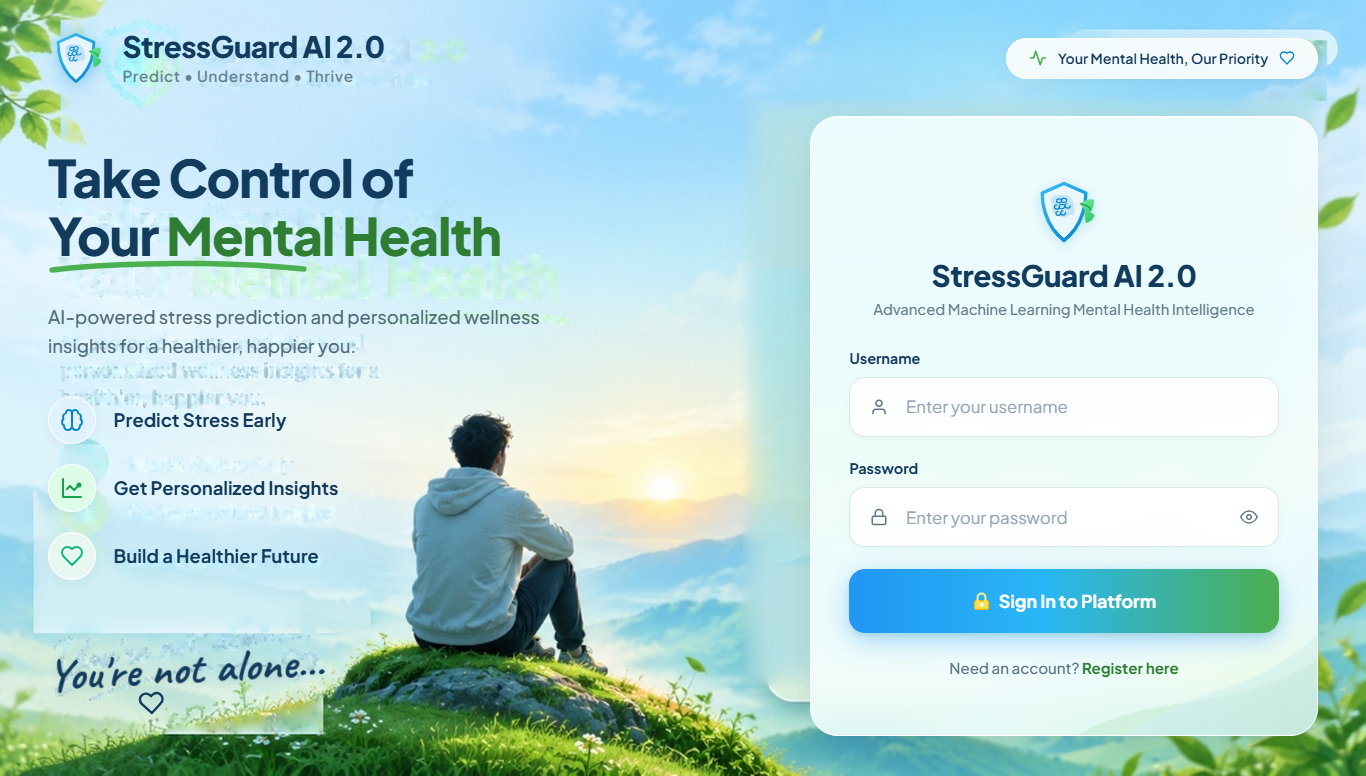 StressGuard AI 2.0
Predict • Understand • Thrive
Your Mental Health, Our Priority
Take Control of
Your Mental Health
AI-powered stress prediction and personalized wellness
insights for a healthier, happier you.
Predict Stress Early
Get Personalized Insights
Build a Healthier Future
You're not alone...
StressGuard AI 2.0
Advanced Machine Learning Mental Health Intelligence
Username
Enter your username
Password
Enter your password
Sign In to Platform
Need an account? Register here